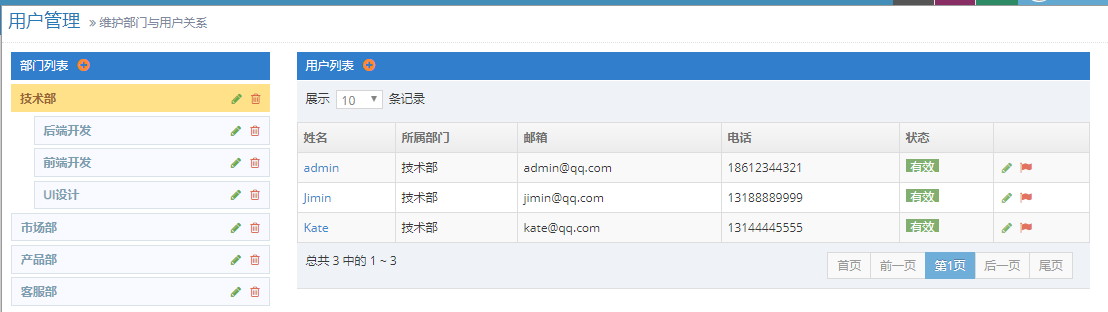 用户管理 » 维护部门与用户关系
部门列表
技术部
后端开发
前端开发
UI设计
市场部
产品部
客服部
用户列表
展示 10 条记录
姓名 所属部门 邮箱 电话 状态
admin 技术部 admin@qq.com 18612344321 有效
Jimin 技术部 jimin@qq.com 13188889999 有效
Kate 技术部 kate@qq.com 13144445555 有效
总共 3 中的 1 ~ 3
首页 前一页 第1页 后一页 尾页